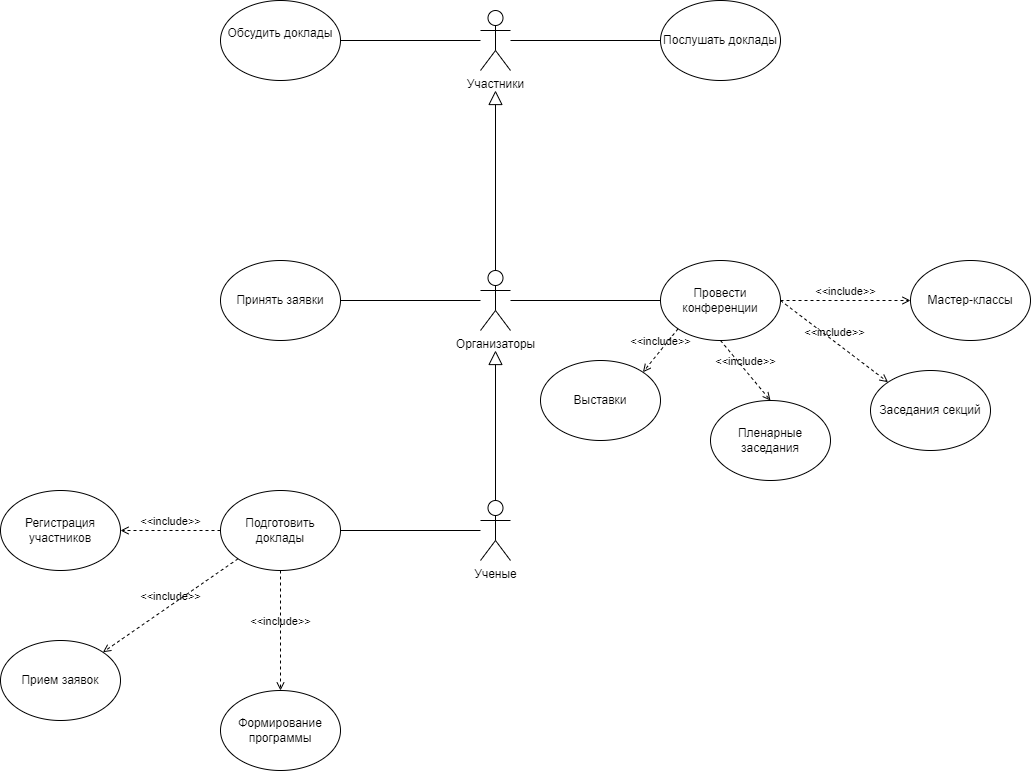 Обсудить доклады
Послушать доклады
Участники
Принять заявки
Организаторы
Провести
конференции
<<include>>
Мастер-классы
<<include>>
<<include>>
<<include>>
Выставки
Заседания секций
Пленарные
заседания
Регистрация
участников
<<include>>
Подготовить
доклады
Ученые
<<include>>
<<include>>
Прием заявок
Формирование
программы